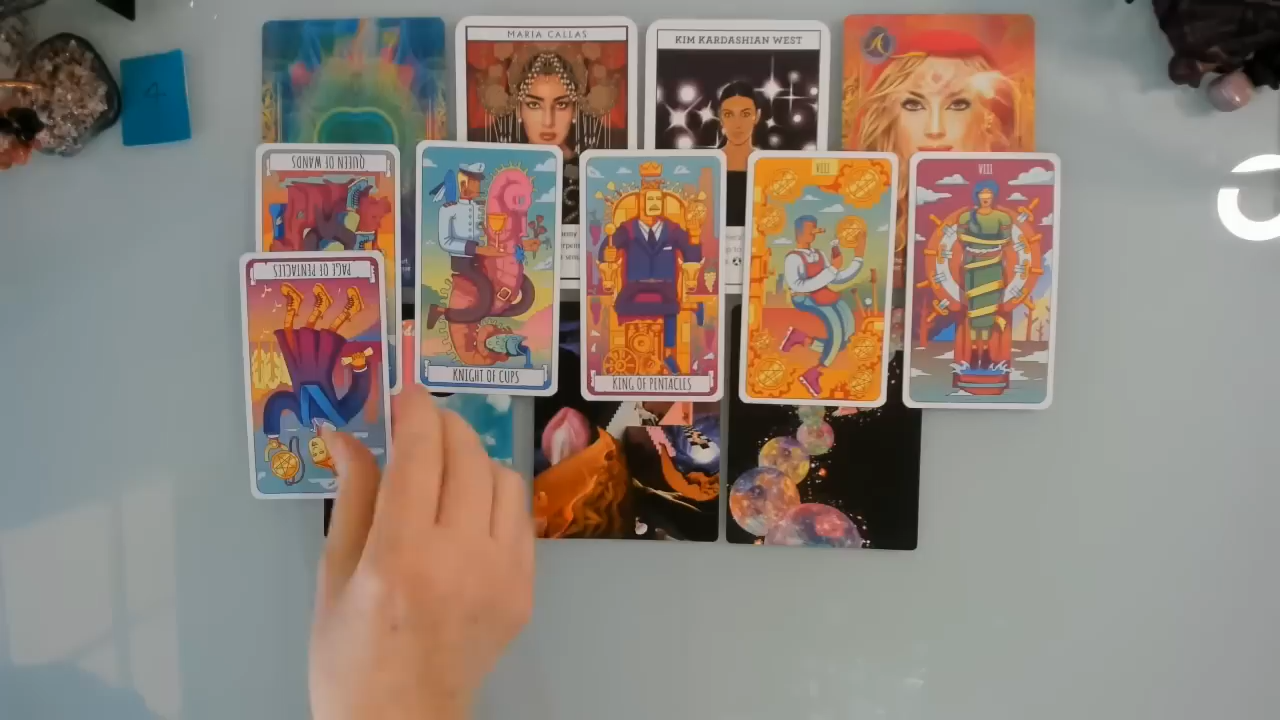 4
MARIA CALLAS
KIM KARDASHIAN WEST
QUEEN OF WANDS
PAGE OF PENTACLES
KNIGHT OF CUPS
KING OF PENTACLES
VIII
VIII